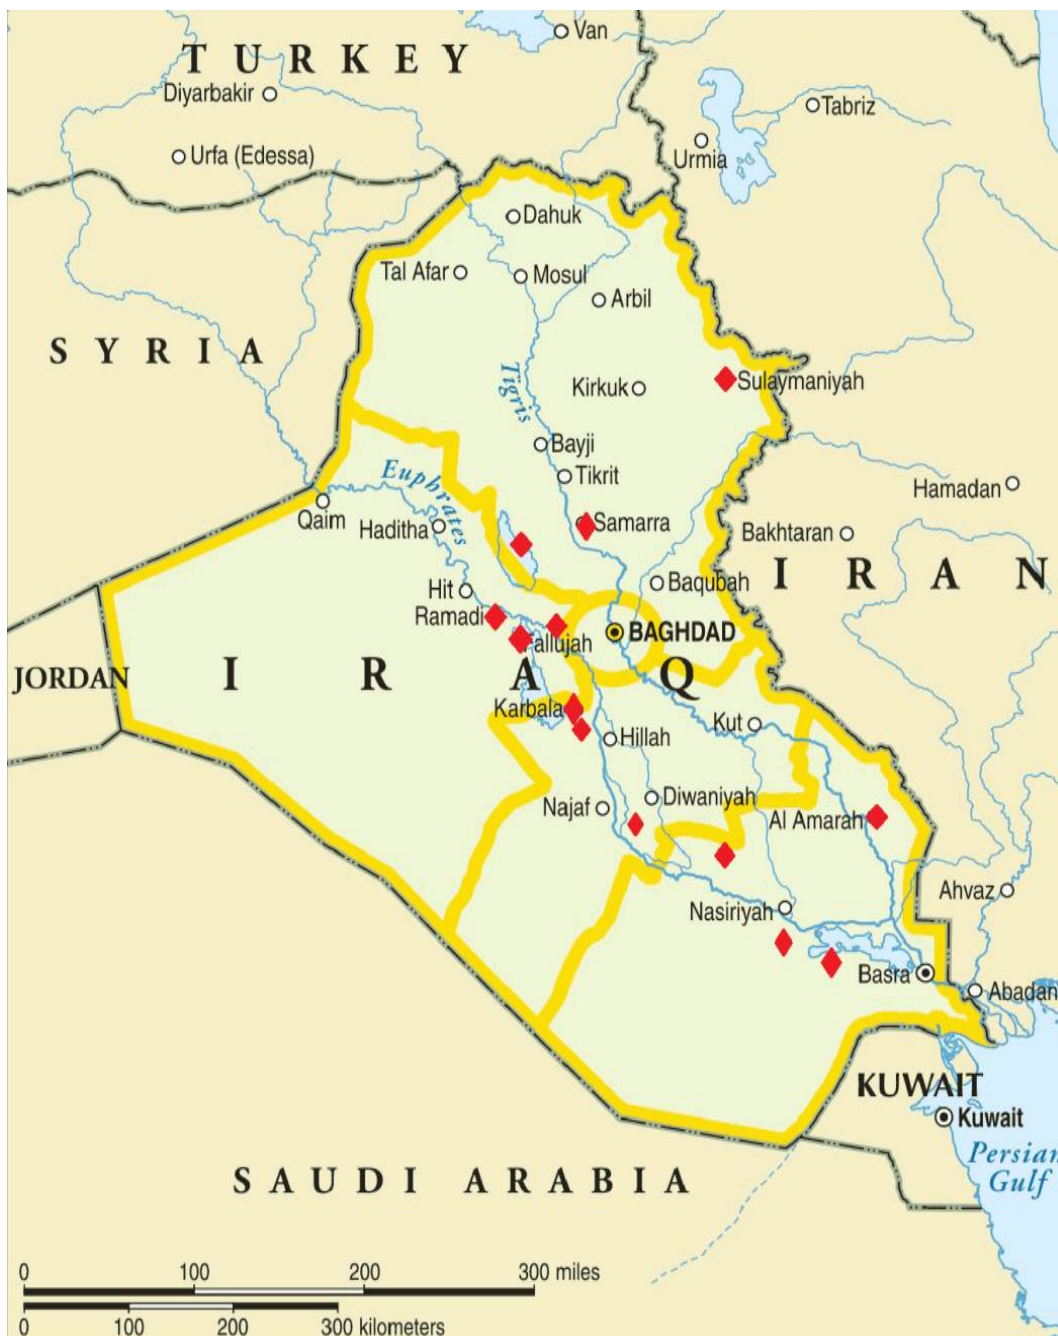 Van
TURKEY
Diyarbakir
Tabriz
Urmia
Urfa (Edessa)
Dahuk
Tal Afar
Mosul
Arbil
SYRIA
Tigris
Kirkuk
Sulaymaniyah
Bayji
Euphrates
Tikrit
Hamadan
Qaim
Haditha
Samarra
Bakhtaran
IRAN
Hit
Baqubah
Ramadi
BAGHDAD
Fallujah
JORDAN
IRAQ
Karbala
Kut
Hillah
Najaf
Diwaniyah
Al Amarah
Ahvaz
Nasiriyah
Basra
Abadan
KUWAIT
Kuwait
Persian
Gulf
SAUDI ARABIA
0 100 200 300 miles
0 100 200 300 kilometers